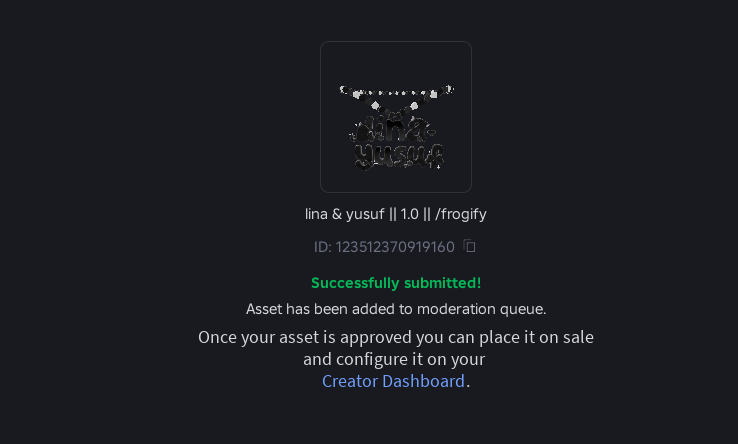 lina
yusuf
lina & yusuf || 1.0 || /frogify
ID: 123512370919160
Successfully submitted!
Asset has been added to moderation queue.
Once your asset is approved you can place it on sale
and configure it on your
Creator Dashboard.